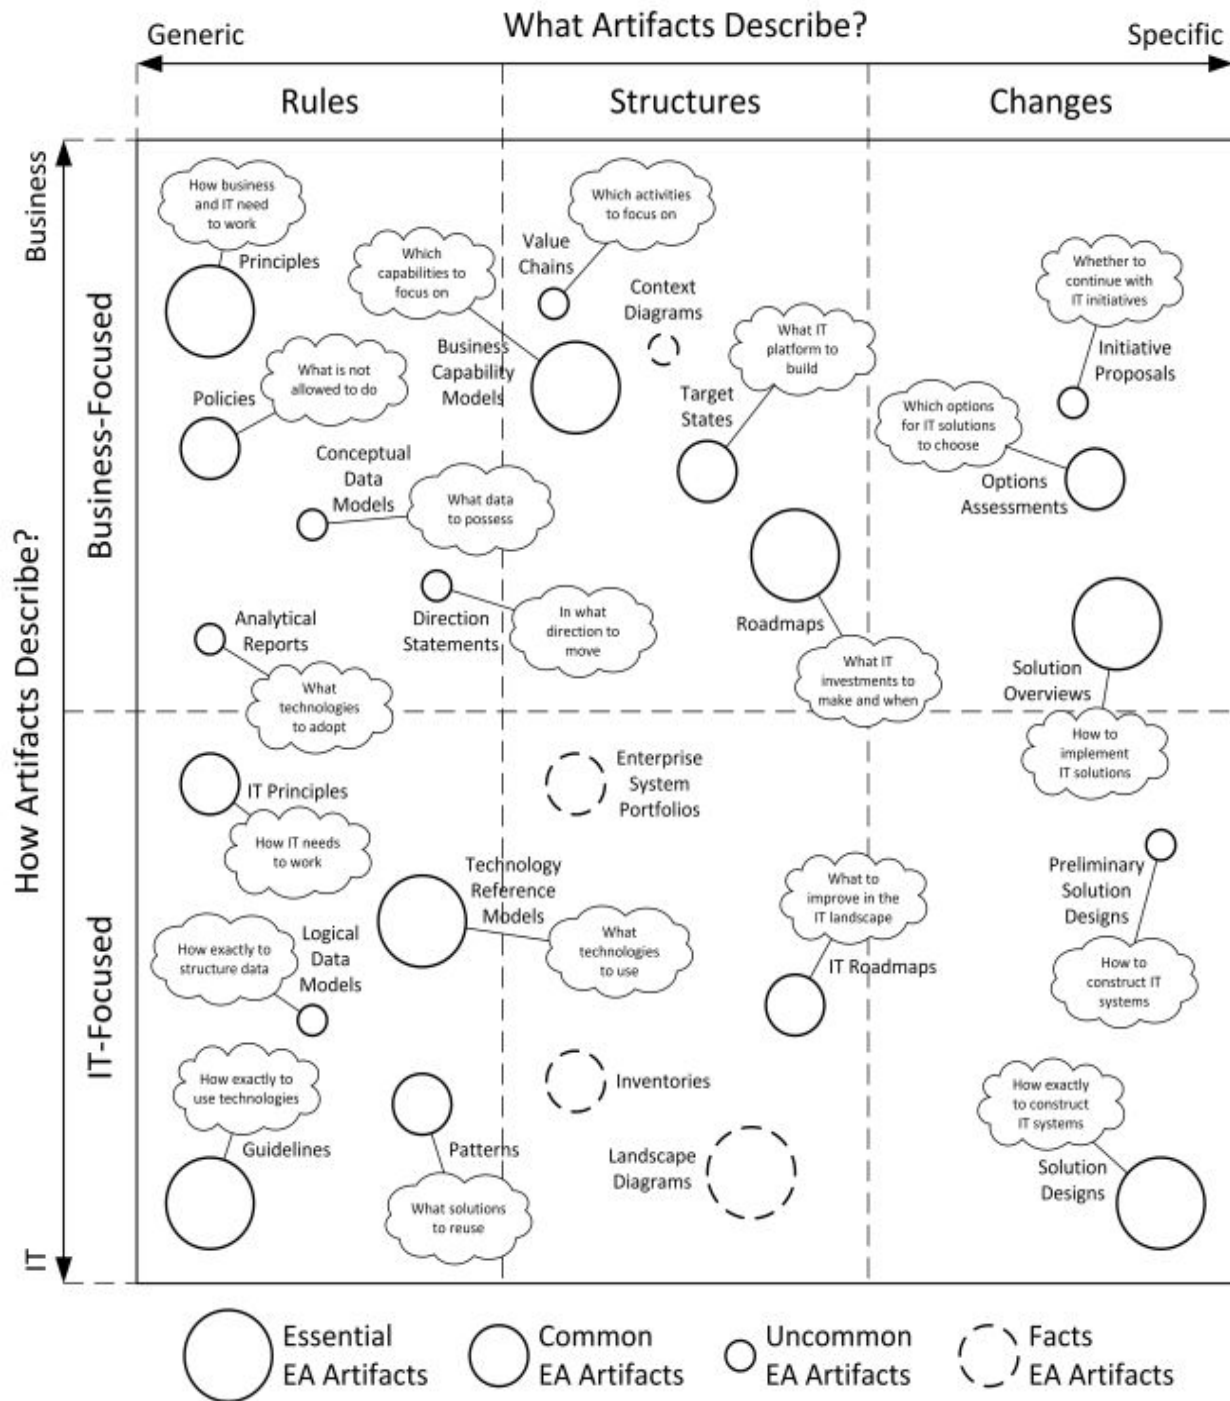 What Artifacts Describe?
Generic
Specific
Rules
Structures
Changes
How Artifacts Describe?
Business
Business-Focused
IT-Focused
IT
How business
and IT need
to work
Principles
Which
capabilities to
focus on
Business
Capability
Models
What is not
allowed to do
Policies
Conceptual
Data
Models
What data
to possess
Direction
Statements
In what
direction to
move
Analytical
Reports
What
technologies
to adopt
Value
Chains
Which activities
to focus on
Context
Diagrams
What IT
platform to
build
Target
States
Roadmaps
What IT
investments to
make and when
Whether to
continue with
IT initiatives
Initiative
Proposals
Which options
for IT solutions
to choose
Options
Assessments
Solution
Overviews
How to
implement
IT solutions
IT Principles
How IT needs
to work
Technology
Reference
Models
What
technologies
to use
How exactly to
structure data
Logical
Data
Models
How exactly to
use technologies
Guidelines
Patterns
What solutions
to reuse
Enterprise
System
Portfolios
What to
improve in the
IT landscape
IT Roadmaps
Inventories
Landscape
Diagrams
Preliminary
Solution
Designs
How to
construct IT
systems
How exactly
to construct
IT systems
Solution
Designs
Essential
EA Artifacts
Common
EA Artifacts
Uncommon
EA Artifacts
Facts
EA Artifacts